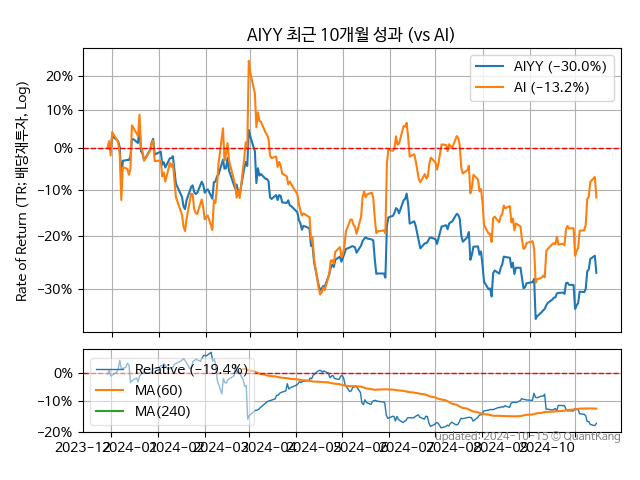 AIYY 최근 10개월 성과 (vs AI)
Rate of Return (TR: 배당재투자, Log)
20%
10%
0%
−10%
−20%
−30%
AIYY (−30.0%)
AI (−13.2%)
0%
−10%
−20%
Relative (−19.4%)
MA(60)
MA(240)
2023−12 2024−01 2024−02 2024−03 2024−04 2024−05 2024−06 2024−07 2024−08 2024−09 2024−10
updated: 2024−10−15 © QuantKang